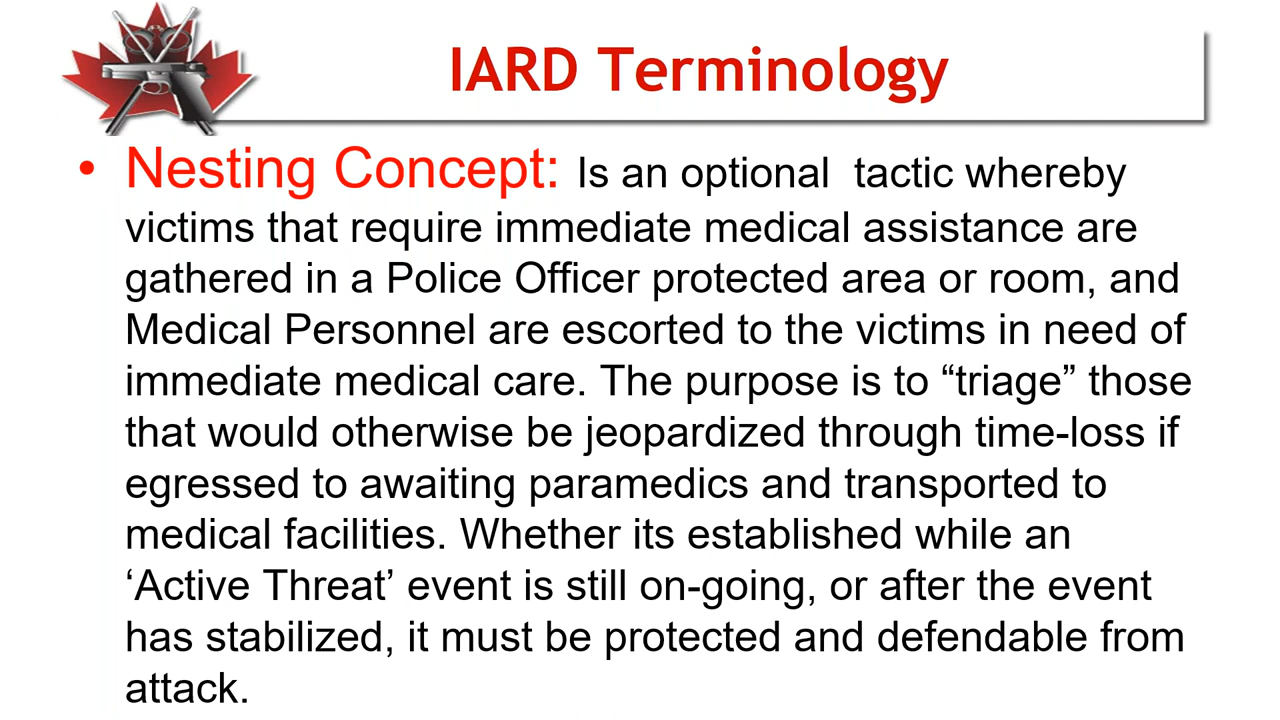 IARD Terminology
• Nesting Concept: Is an optional  tactic whereby
victims that require immediate medical assistance are
gathered in a Police Officer protected area or room, and
Medical Personnel are escorted to the victims in need of
immediate medical care. The purpose is to “triage” those
that would otherwise be jeopardized through time-loss if
egressed to awaiting paramedics and transported to
medical facilities. Whether its established while an
‘Active Threat’ event is still on-going, or after the event
has stabilized, it must be protected and defendable from
attack.